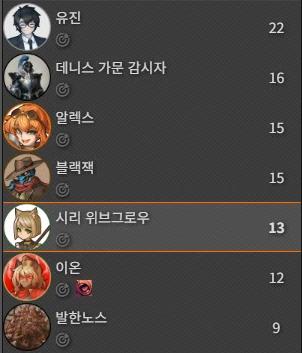 유진
22
데니스 가문 감시자
16
알렉스
15
블랙잭
15
시리 위브그로우
13
이온
12
발한노스
9